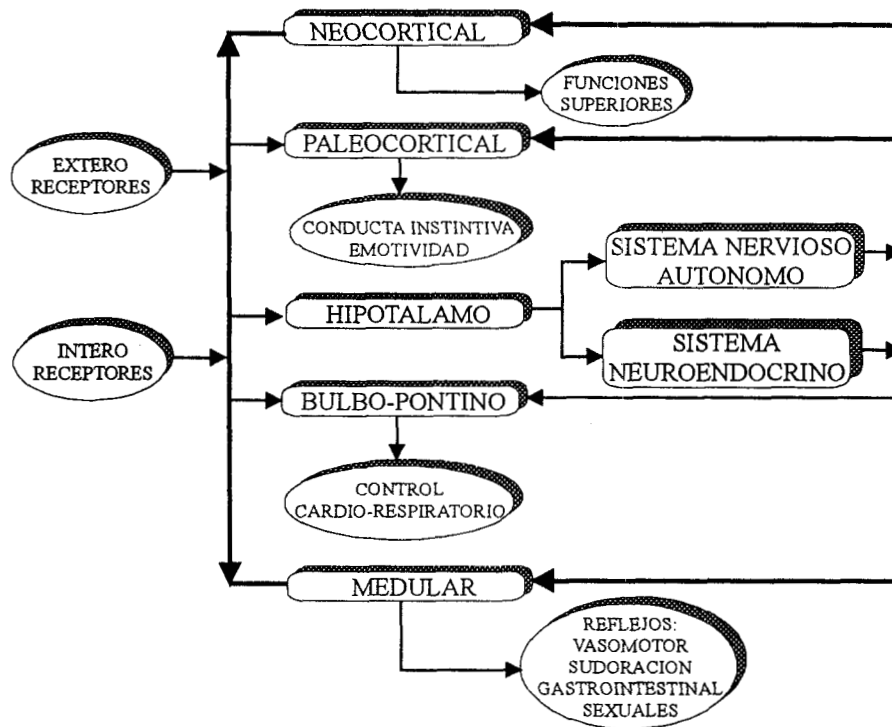 NEOCORTICAL
FUNCIONES
SUPERIORES
PALEOCORTICAL
EXTERO
RECEPTORES
CONDUCTA INSTINTIVA
EMOTIVIDAD
SISTEMA NERVIOSO
AUTONOMO
HIPOTALAMO
INTERO
RECEPTORES
SISTEMA
NEUROENDOCRINO
BULBO-PONTINO
CONTROL
CARDIO-RESPIRATORIO
MEDULAR
REFLEJOS:
VASOMOTOR
SUDORACION
GASTROINTESTINAL
SEXUALES